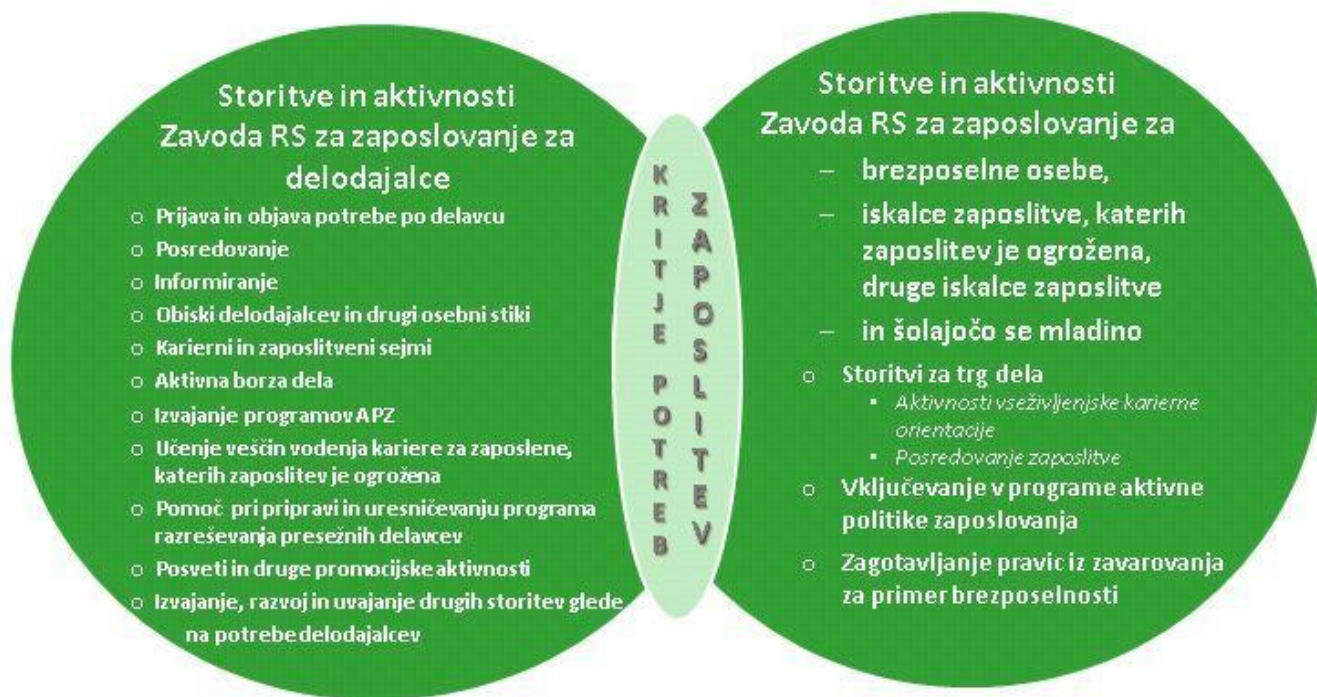 Storitve in aktivnosti
Zavoda RS za zaposlovanje za
delodajalce
o Prijava in objava potrebe po delavcu
o Posredovanje
o Informiranje
o Obiski delodajalcev in drugi osebni stiki
o Karierni in zaposlitveni sejmi
o Aktivna borza dela
o Izvajanje programov APZ
o Učenje veščin vodenja kariere za zaposlene,
katerih zaposlitev je ogrožena
o Pomoč pri pripravi in uresničevanju programa
razreševanja presežnih delavcev
o Posveti in druge promocijske aktivnosti
o Izvajanje, razvoj in uvajanje drugih storitev glede
na potrebe delodajalcev
KRITJE POTREB
ZAPOSLITEV
Storitve in aktivnosti
Zavoda RS za zaposlovanje za
– brezposelne osebe,
– iskalce zaposlitve, katerih
zaposlitev je ogrožena,
druge iskalce zaposlitve
– in šolajočo se mladino
o Storitvi za trg dela
▪ Aktivnosti vseživljenjske karierne
orientacije
▪ Posredovanje zaposlitve
o Vključevanje v programe aktivne
politike zaposlovanja
o Zagotavljanje pravic iz zavarovanja
za primer brezposelnosti